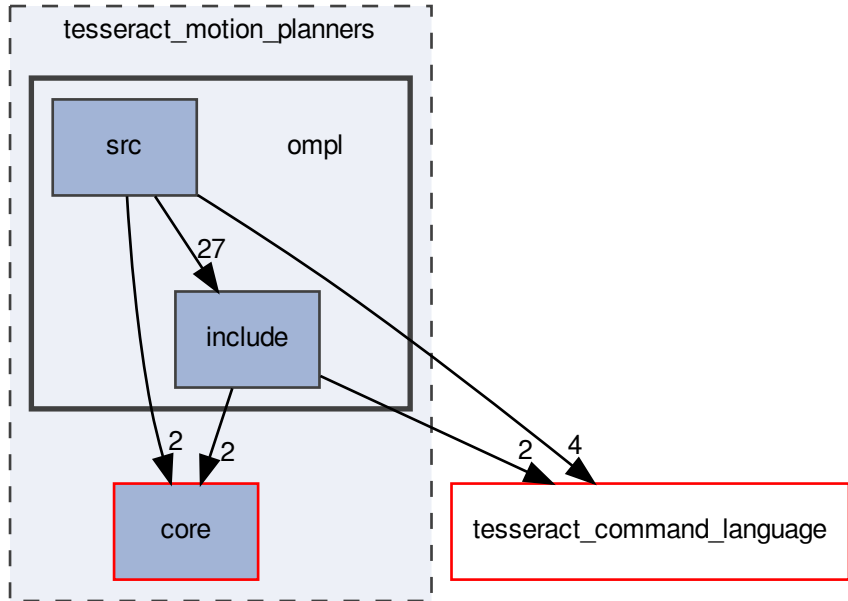 tesseract_motion_planners
src
ompl
27
include
2
2
2
4
core
tesseract_command_language